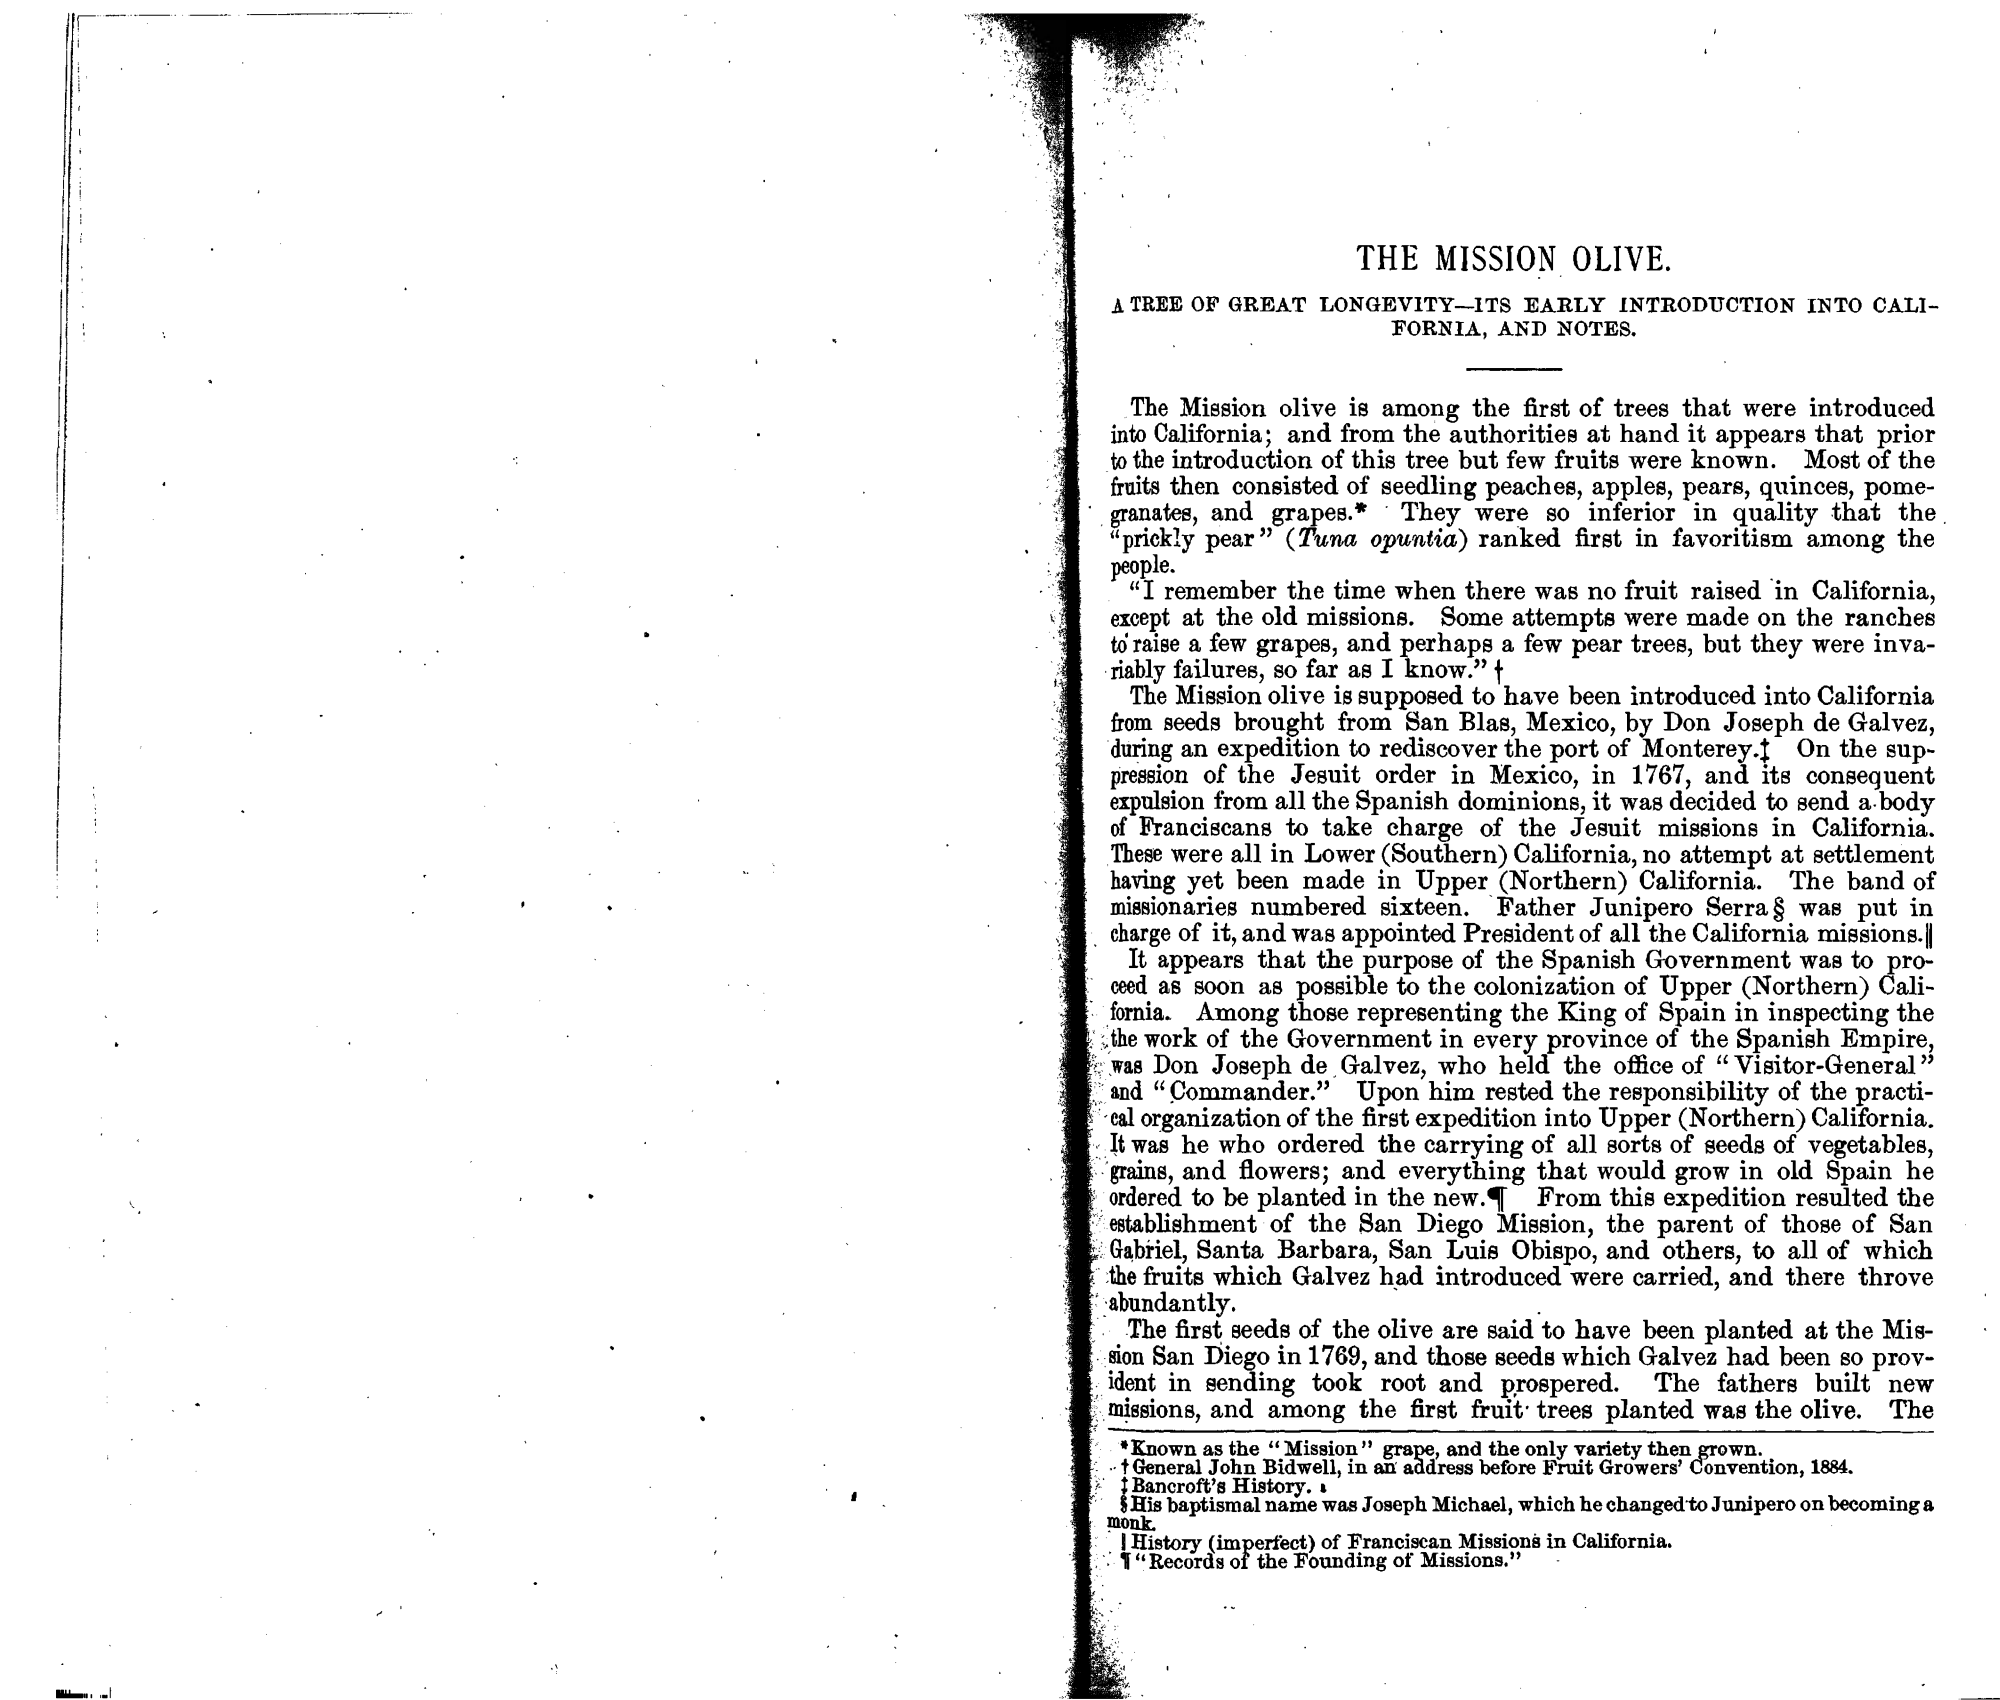 THE MISSION OLIVE.
A TREE OF GREAT LONGEVITY—ITS EARLY INTRODUCTION INTO CALI-
FORNIA, AND NOTES.
The Mission olive is among the first of trees that were introduced
into California; and from the authorities at hand it appears that prior
to the introduction of this tree but few fruits were known. Most of the
fruits then consisted of seedling peaches, apples, pears, quinces, pome-
granates, and grapes.* They were so inferior in quality that the
“prickly pear” (Tuna opuntia) ranked first in favoritism among the
people.
“I remember the time when there was no fruit raised in California,
except at the old missions. Some attempts were made on the ranches
to raise a few grapes, and perhaps a few pear trees, but they were inva-
riably failures, so far as I know.” †
The Mission olive is supposed to have been introduced into California
from seeds brought from San Blas, Mexico, by Don Joseph de Galvez,
during an expedition to rediscover the port of Monterey.‡ On the sup-
pression of the Jesuit order in Mexico, in 1767, and its consequent
expulsion from all the Spanish dominions, it was decided to send a body
of Franciscans to take charge of the Jesuit missions in California.
These were all in Lower (Southern) California, no attempt at settlement
having yet been made in Upper (Northern) California. The band of
missionaries numbered sixteen. Father Junipero Serra§ was put in
charge of it, and was appointed President of all the California missions.‖
It appears that the purpose of the Spanish Government was to pro-
ceed as soon as possible to the colonization of Upper (Northern) Cali-
fornia. Among those representing the King of Spain in inspecting the
the work of the Government in every province of the Spanish Empire,
was Don Joseph de Galvez, who held the office of “Visitor-General”
and “Commander.” Upon him rested the responsibility of the practi-
cal organization of the first expedition into Upper (Northern) California.
It was he who ordered the carrying of all sorts of seeds of vegetables,
grains, and flowers; and everything that would grow in old Spain he
ordered to be planted in the new.¶ From this expedition resulted the
establishment of the San Diego Mission, the parent of those of San
Gabriel, Santa Barbara, San Luis Obispo, and others, to all of which
the fruits which Galvez had introduced were carried, and there throve
abundantly.
The first seeds of the olive are said to have been planted at the Mis-
sion San Diego in 1769, and those seeds which Galvez had been so prov-
ident in sending took root and prospered. The fathers built new
missions, and among the first fruit trees planted was the olive. The
*Known as the “Mission” grape, and the only variety then grown.
†General John Bidwell, in an address before Fruit Growers’ Convention, 1884.
‡Bancroft’s History.
§His baptismal name was Joseph Michael, which he changed to Junipero on becoming a
monk.
‖History (imperfect) of Franciscan Missions in California.
¶“Records of the Founding of Missions.”